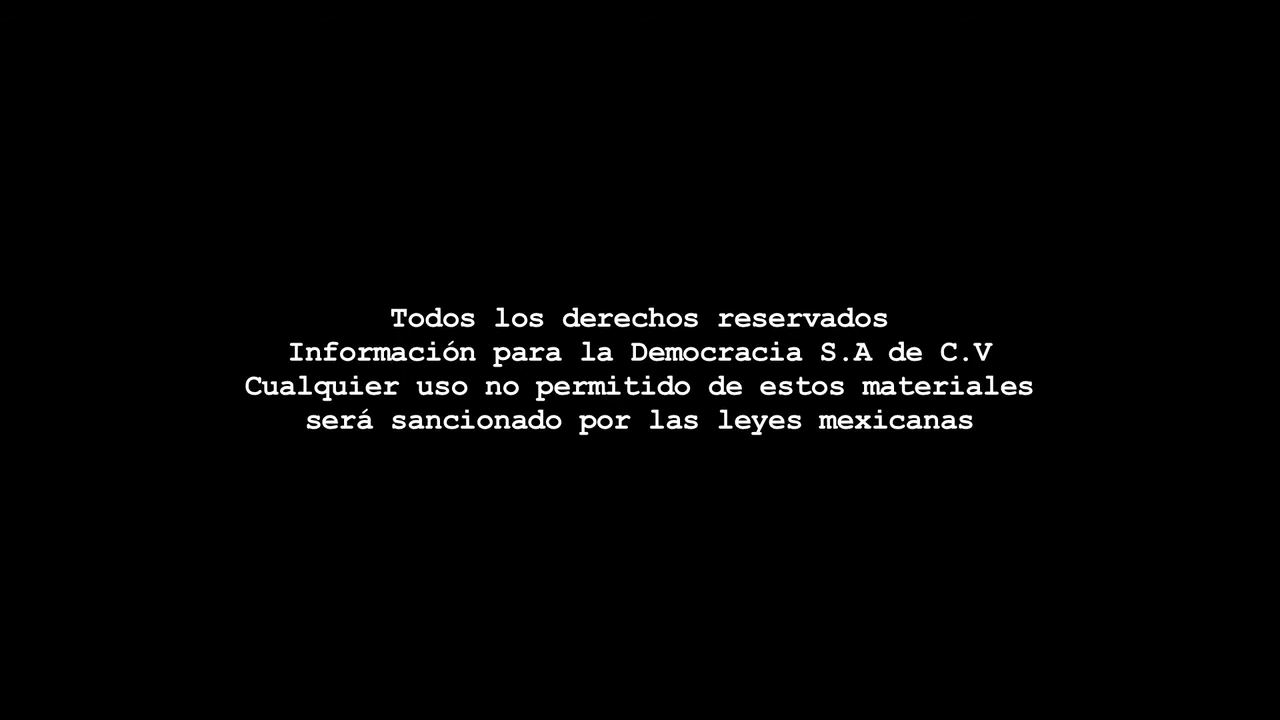 Todos los derechos reservados
Información para la Democracia S.A de C.V
Cualquier uso no permitido de estos materiales
será sancionado por las leyes mexicanas